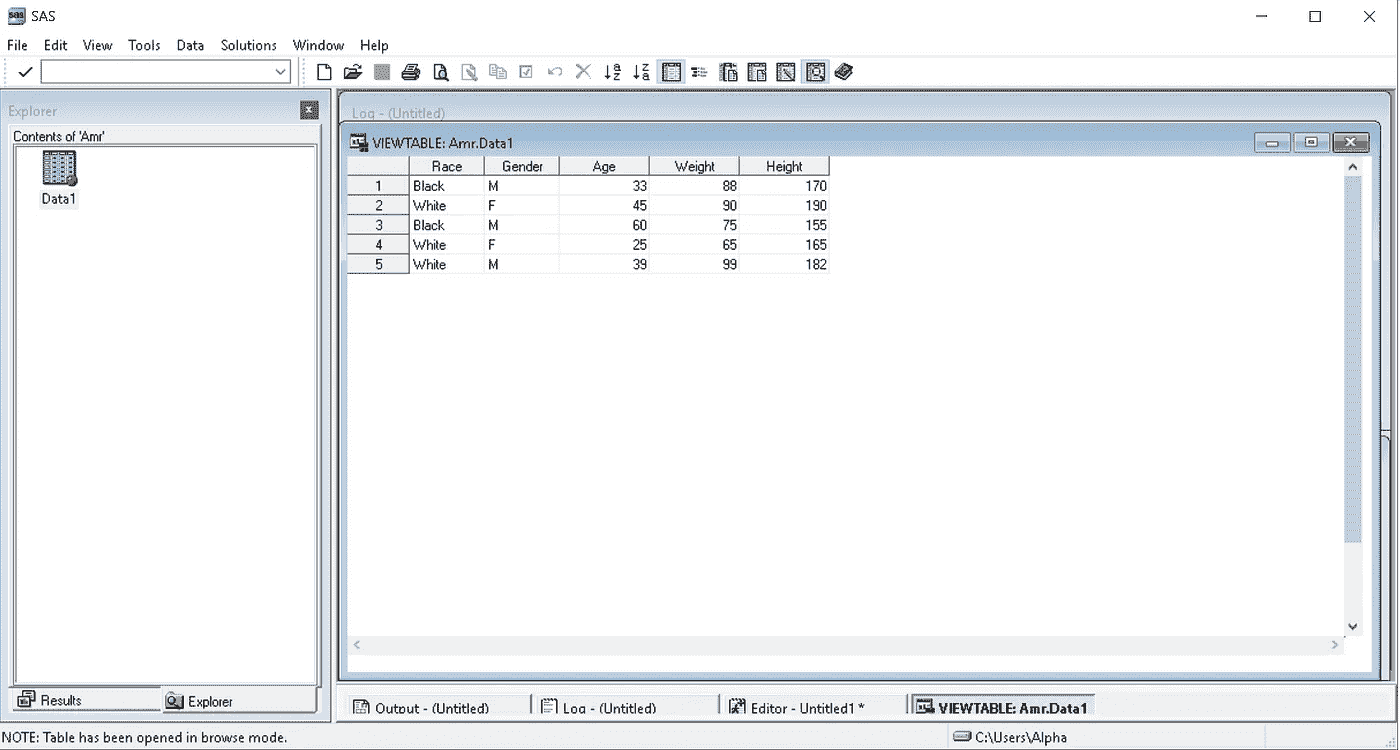 sas SAS
File Edit View Tools Data Solutions Window Help
Explorer
Contents of 'Amr'
Data1
Log - (Untitled)
VIEWTABLE: Amr.Data1
Race Gender Age Weight Height
1 Black M 33 88 170
2 White F 45 90 190
3 Black M 60 75 155
4 White F 25 65 165
5 White M 39 99 182
Results Explorer
Output - (Untitled) Log - (Untitled) Editor - Untitled1 * VIEWTABLE: Amr.Data1
NOTE: Table has been opened in browse mode. C:\Users\Alpha